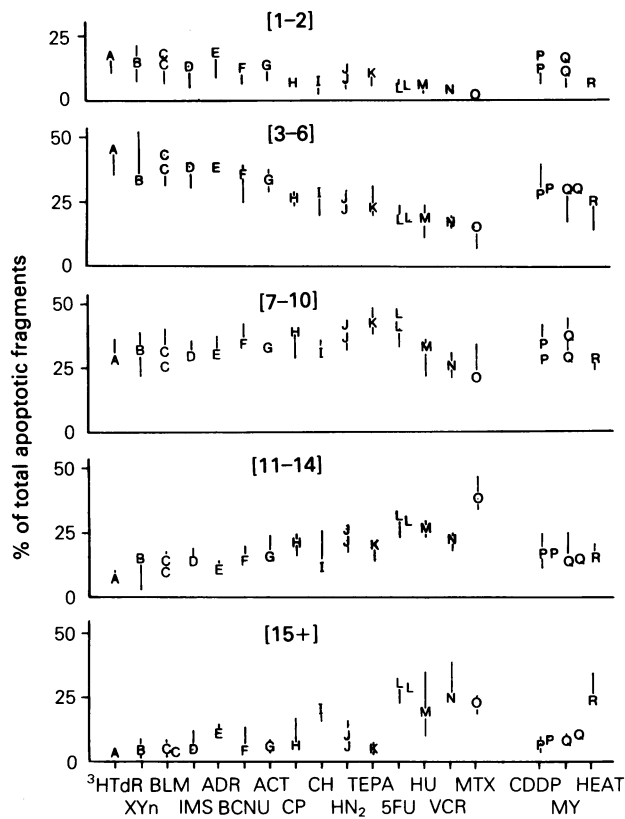 % of total apoptotic fragments
[1–2]
25
0
A B C C D E F G H I J J K L L M N O P P Q Q R
[3–6]
50
25
0
A B C C D E F G H I J J K L L M N O P P Q Q R
[7–10]
50
25
0
A B C C D E F G H I J J K L L M N O P P Q Q R
[11–14]
50
25
0
A B C C D E F G H I J J K L L M N O P P Q Q R
[15+]
50
25
0
A B C C D E F G H I J J K L L M N O P P Q Q R
³HTdR BLM ADR ACT CH TEPA HU MTX CDDP HEAT
XYn IMS BCNU CP HN₂ 5FU VCR MY